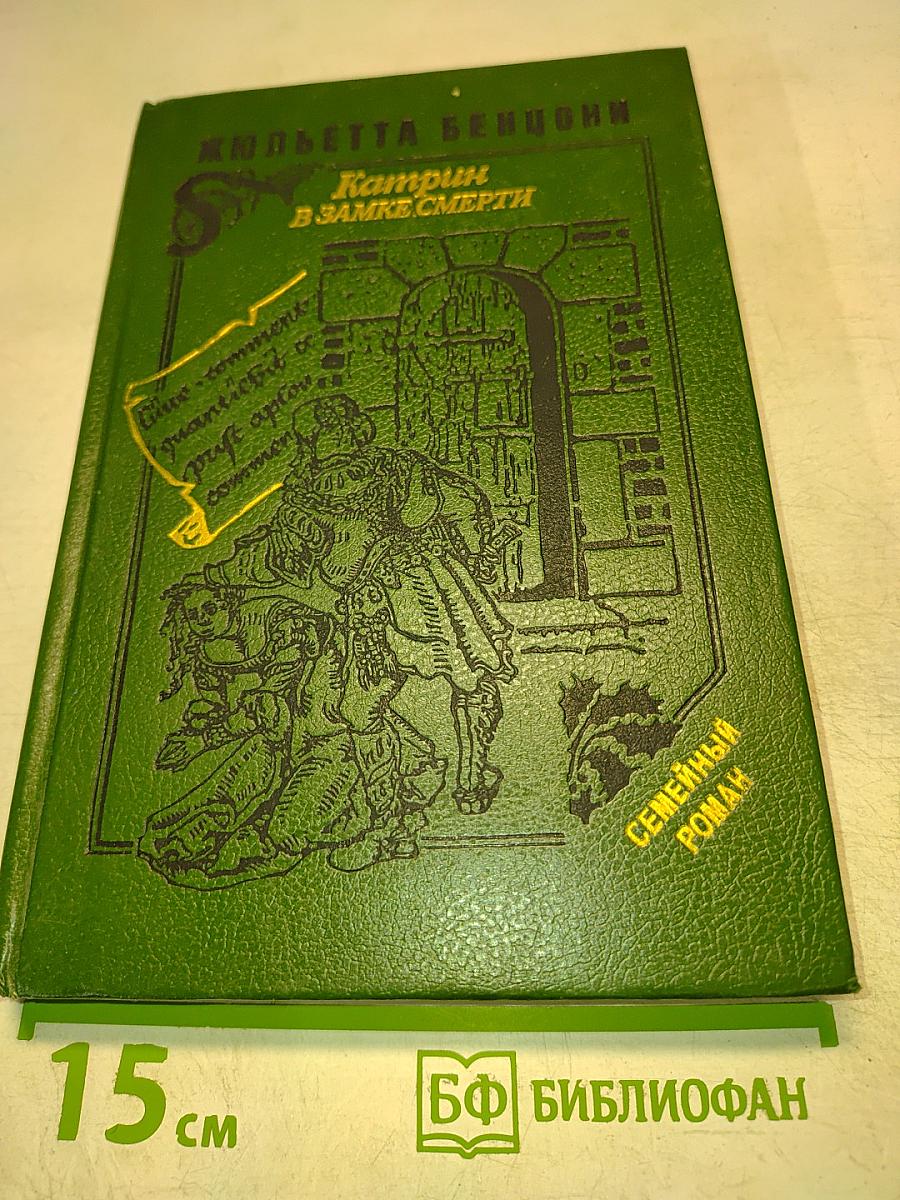 ЖЮЛЬЕТТА БЕНЦОНИ
Катрин
В ЗАМКЕ СМЕРТИ
СЕМЕЙНЫЙ
РОМАН
15 см
БФ БИБЛИОФАН